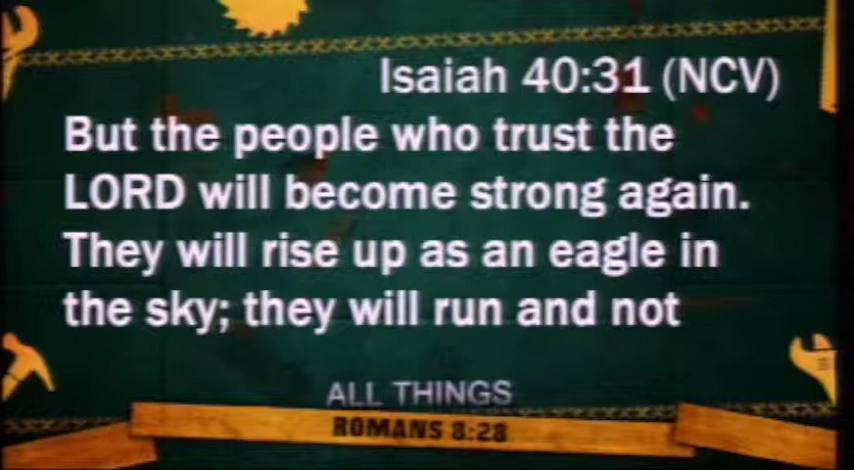 Isaiah 40:31 (NCV)
But the people who trust the
LORD will become strong again.
They will rise up as an eagle in
the sky; they will run and not
ALL THINGS
ROMANS 8:28